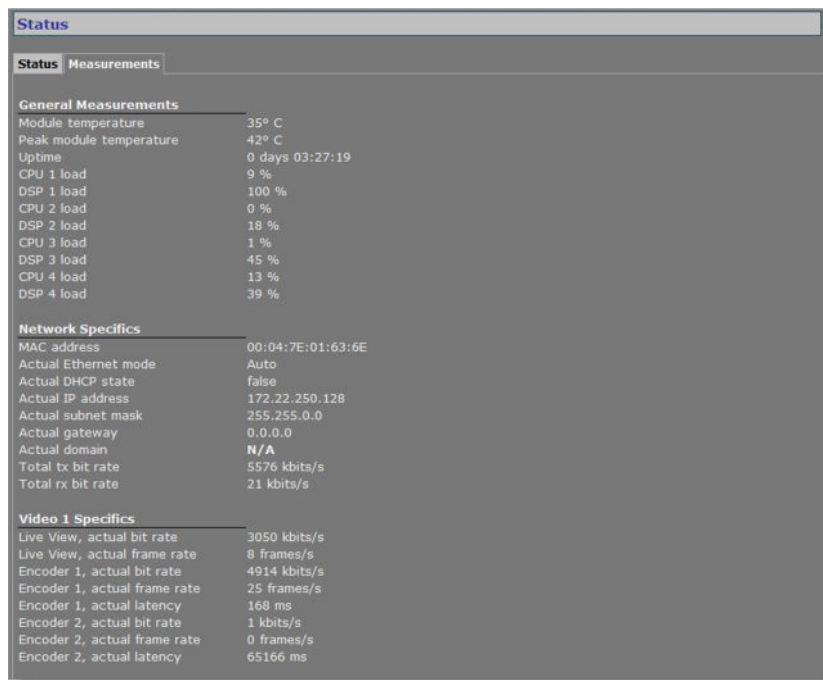 Status
Status Measurements
General Measurements
Module temperature 35º C
Peak module temperature 42º C
Uptime 0 days 03:27:19
CPU 1 load 9 %
DSP 1 load 100 %
CPU 2 load 0 %
DSP 2 load 18 %
CPU 3 load 1 %
DSP 3 load 45 %
CPU 4 load 13 %
DSP 4 load 39 %
Network Specifics
MAC address 00:04:7E:01:63:6E
Actual Ethernet mode Auto
Actual DHCP state false
Actual IP address 172.22.250.128
Actual subnet mask 255.255.0.0
Actual gateway 0.0.0.0
Actual domain N/A
Total tx bit rate 5576 kbits/s
Total rx bit rate 21 kbits/s
Video 1 Specifics
Live View, actual bit rate 3050 kbits/s
Live View, actual frame rate 8 frames/s
Encoder 1, actual bit rate 4914 kbits/s
Encoder 1, actual frame rate 25 frames/s
Encoder 1, actual latency 168 ms
Encoder 2, actual bit rate 1 kbits/s
Encoder 2, actual frame rate 0 frames/s
Encoder 2, actual latency 65166 ms